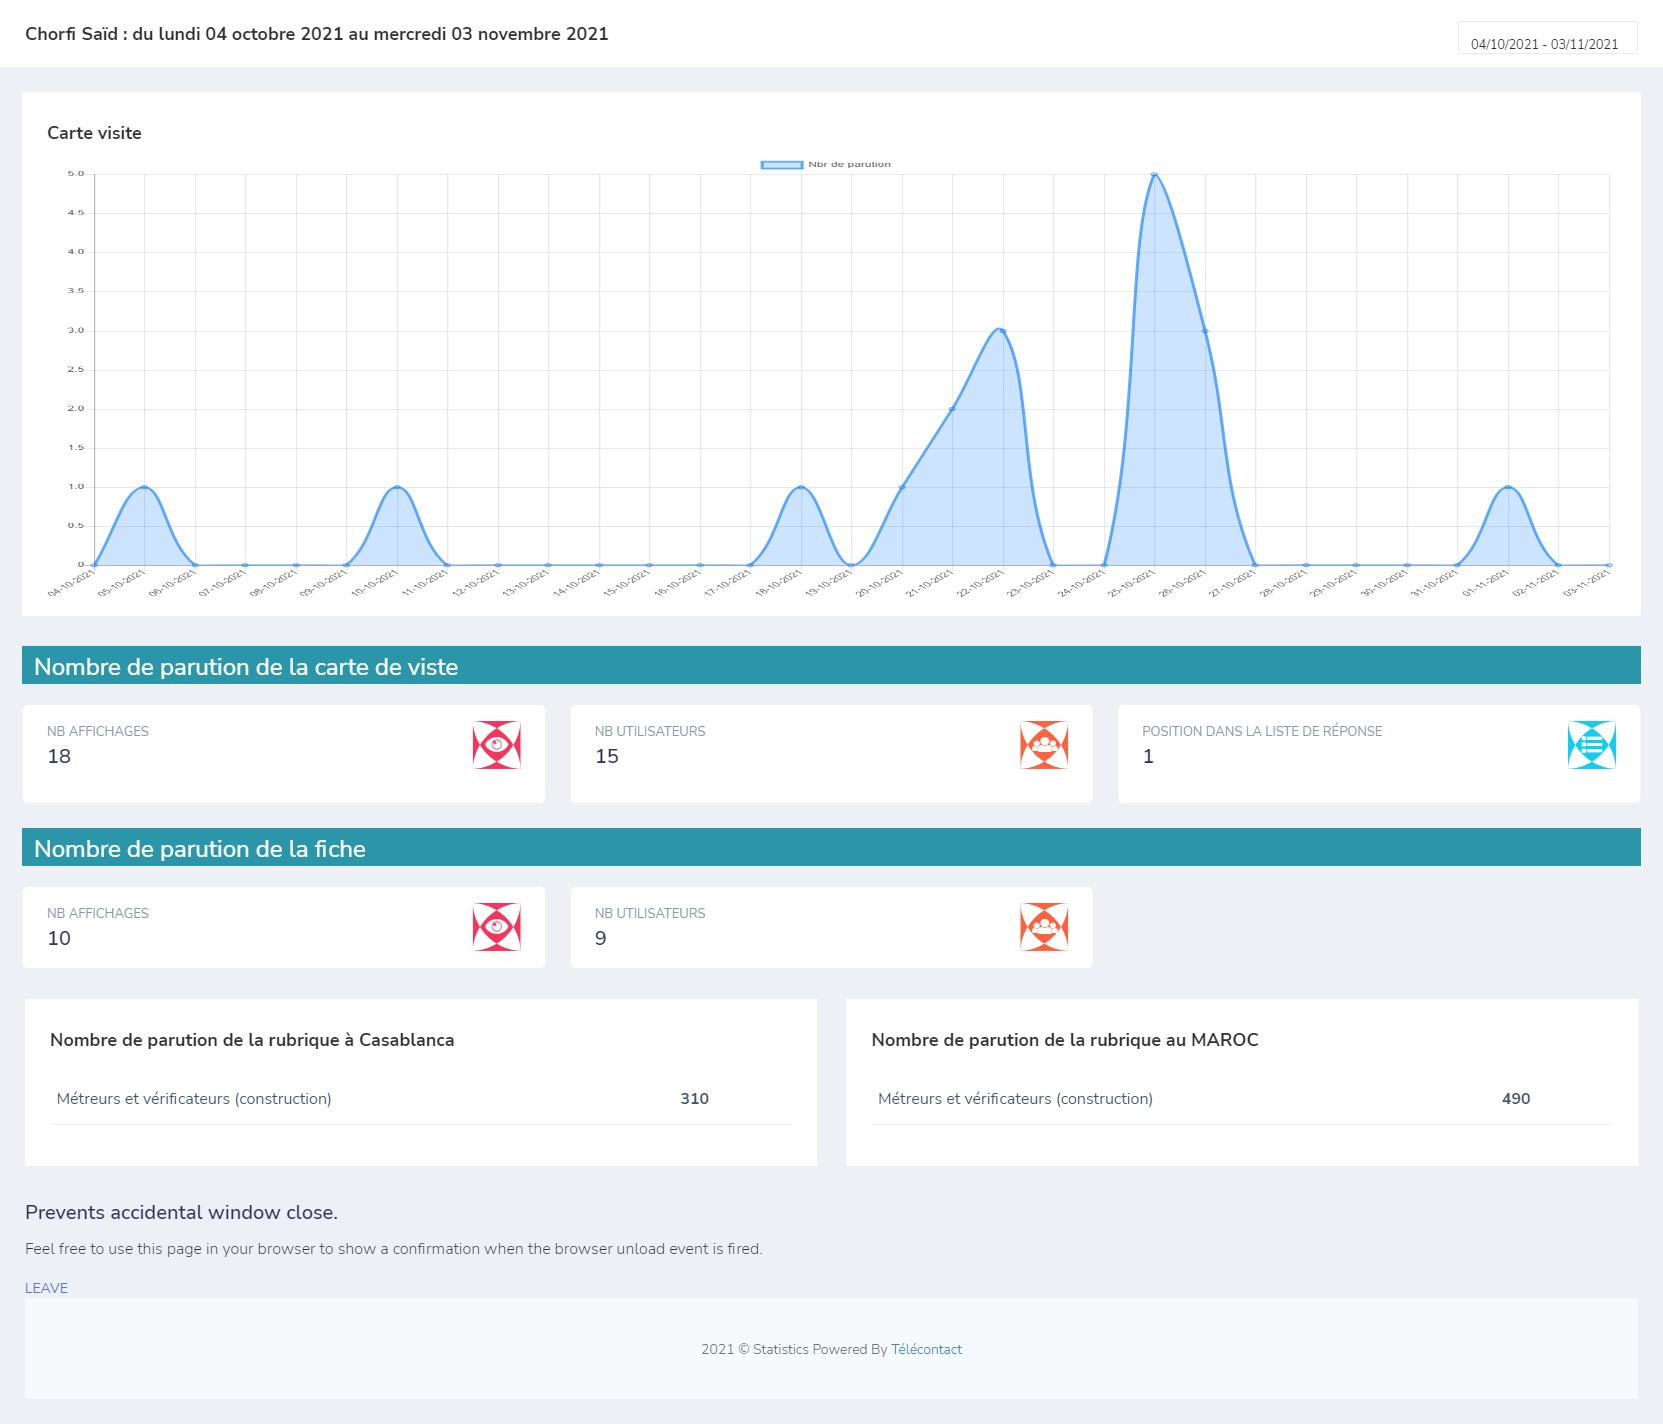 Chorfi Saïd : du lundi 04 octobre 2021 au mercredi 03 novembre 2021
04/10/2021 - 03/11/2021
Carte visite
Nbr de parution
5.0
4.5
4.0
3.5
3.0
2.5
2.0
1.5
1.0
0.5
0
04-10-2021 05-10-2021 06-10-2021 07-10-2021 08-10-2021 09-10-2021 10-10-2021 11-10-2021 12-10-2021 13-10-2021 14-10-2021 15-10-2021 16-10-2021 17-10-2021 18-10-2021 19-10-2021 20-10-2021 21-10-2021 22-10-2021 23-10-2021 24-10-2021 25-10-2021 26-10-2021 27-10-2021 28-10-2021 29-10-2021 30-10-2021 31-10-2021 01-11-2021 02-11-2021 03-11-2021
Nombre de parution de la carte de viste
NB AFFICHAGES
18
NB UTILISATEURS
15
POSITION DANS LA LISTE DE RÉPONSE
1
Nombre de parution de la fiche
NB AFFICHAGES
10
NB UTILISATEURS
9
Nombre de parution de la rubrique à Casablanca
Métreurs et vérificateurs (construction) 310
Nombre de parution de la rubrique au MAROC
Métreurs et vérificateurs (construction) 490
Prevents accidental window close.
Feel free to use this page in your browser to show a confirmation when the browser unload event is fired.
LEAVE
2021 © Statistics Powered By Télécontact